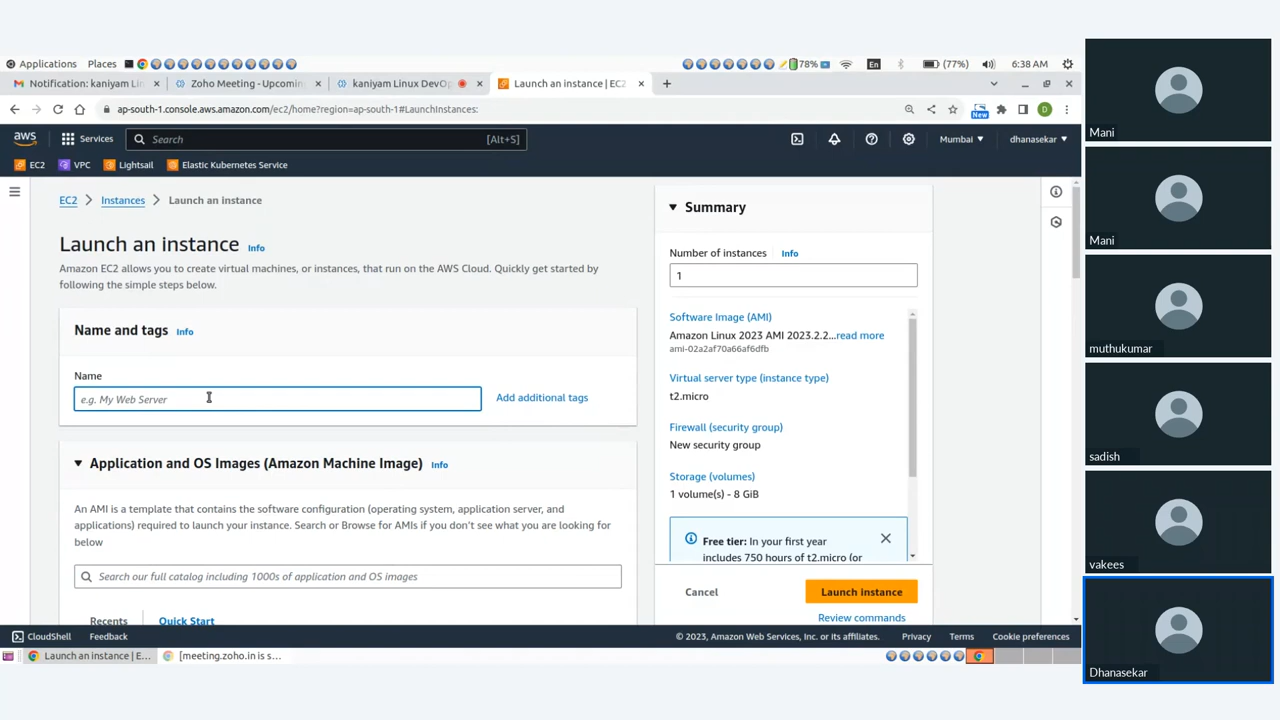 Applications Places
78%
En
(77%)
6:38 AM
Notification: kaniyam Lin
Zoho Meeting - Upcomin
kaniyam Linux DevOp
Launch an instance | EC2
ap-south-1.console.aws.amazon.com/ec2/home?region=ap-south-1#LaunchInstances:
New
D
aws
Services
Search
[Alt+S]
Mumbai
dhanasekar
EC2
VPC
Lightsail
Elastic Kubernetes Service
EC2
Instances
Launch an instance
Launch an instance Info
Amazon EC2 allows you to create virtual machines, or instances, that run on the AWS Cloud. Quickly get started by
following the simple steps below.
Name and tags Info
Name
e.g. My Web Server
Add additional tags
Application and OS Images (Amazon Machine Image) Info
An AMI is a template that contains the software configuration (operating system, application server, and
applications) required to launch your instance. Search or Browse for AMIs if you don't see what you are looking for
below
Search our full catalog including 1000s of application and OS images
Recents
Quick Start
Summary
Number of instances Info
1
Software Image (AMI)
Amazon Linux 2023 AMI 2023.2.2...read more
ami-02a2af70a66af6dfb
Virtual server type (instance type)
t2.micro
Firewall (security group)
New security group
Storage (volumes)
1 volume(s) - 8 GiB
Free tier: In your first year
includes 750 hours of t2.micro (or
Cancel
Launch instance
Review commands
CloudShell
Feedback
© 2023, Amazon Web Services, Inc. or its affiliates.
Privacy
Terms
Cookie preferences
Launch an instance | E...
[meeting.zoho.in is s...
Mani
Mani
muthukumar
sadish
vakees
Dhanasekar